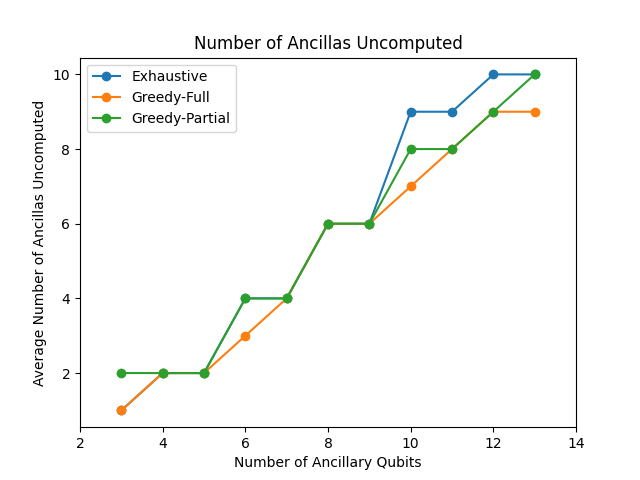 Number of Ancillas Uncomputed
Exhaustive
Greedy-Full
Greedy-Partial
Average Number of Ancillas Uncomputed
10
8
6
4
2
2 4 6 8 10 12 14
Number of Ancillary Qubits